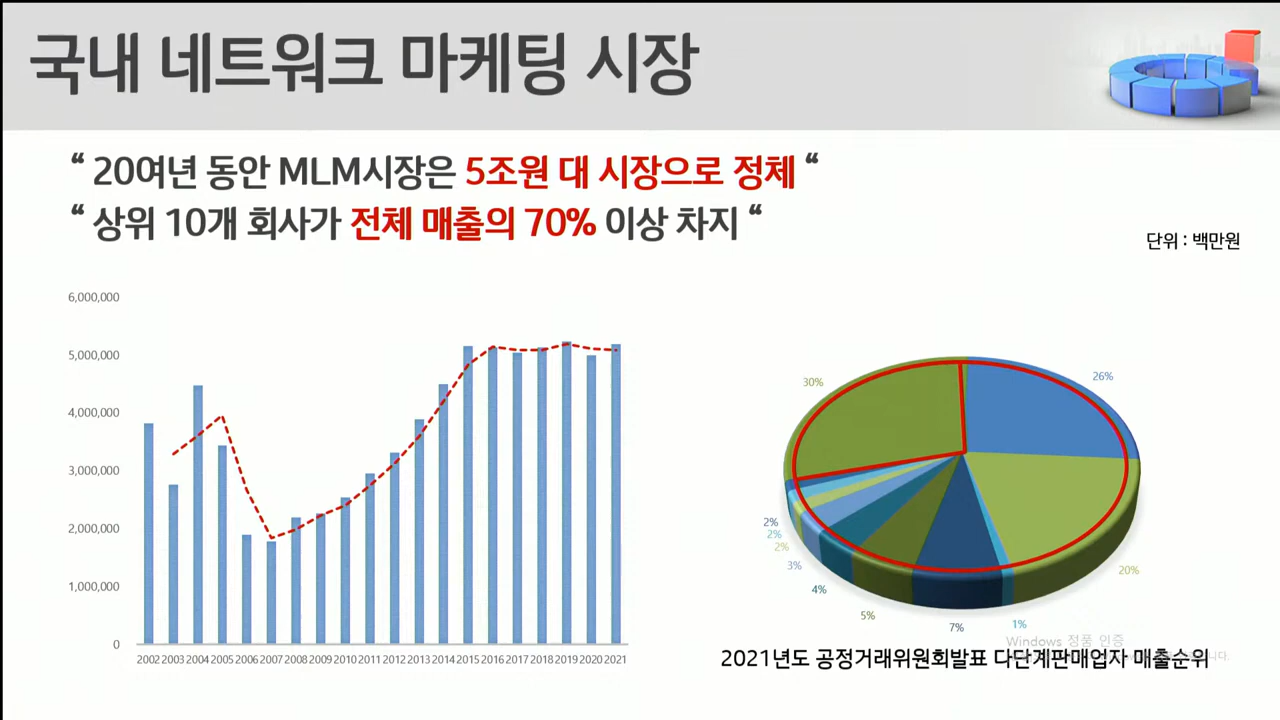 국내 네트워크 마케팅 시장
“ 20여년 동안 MLM시장은 5조원 대 시장으로 정체 “
“ 상위 10개 회사가 전체 매출의 70% 이상 차지 “
단위 : 백만원
6,000,000
5,000,000
4,000,000
3,000,000
2,000,000
1,000,000
0
2002 2003 2004 2005 2006 2007 2008 2009 2010 2011 2012 2013 2014 2015 2016 2017 2018 2019 2020 2021
30%
26%
2%
2%
2%
3%
4%
5%
7%
1%
20%
Windows 정품 인증
2021년도 공정거래위원회발표 다단계판매업자 매출순위